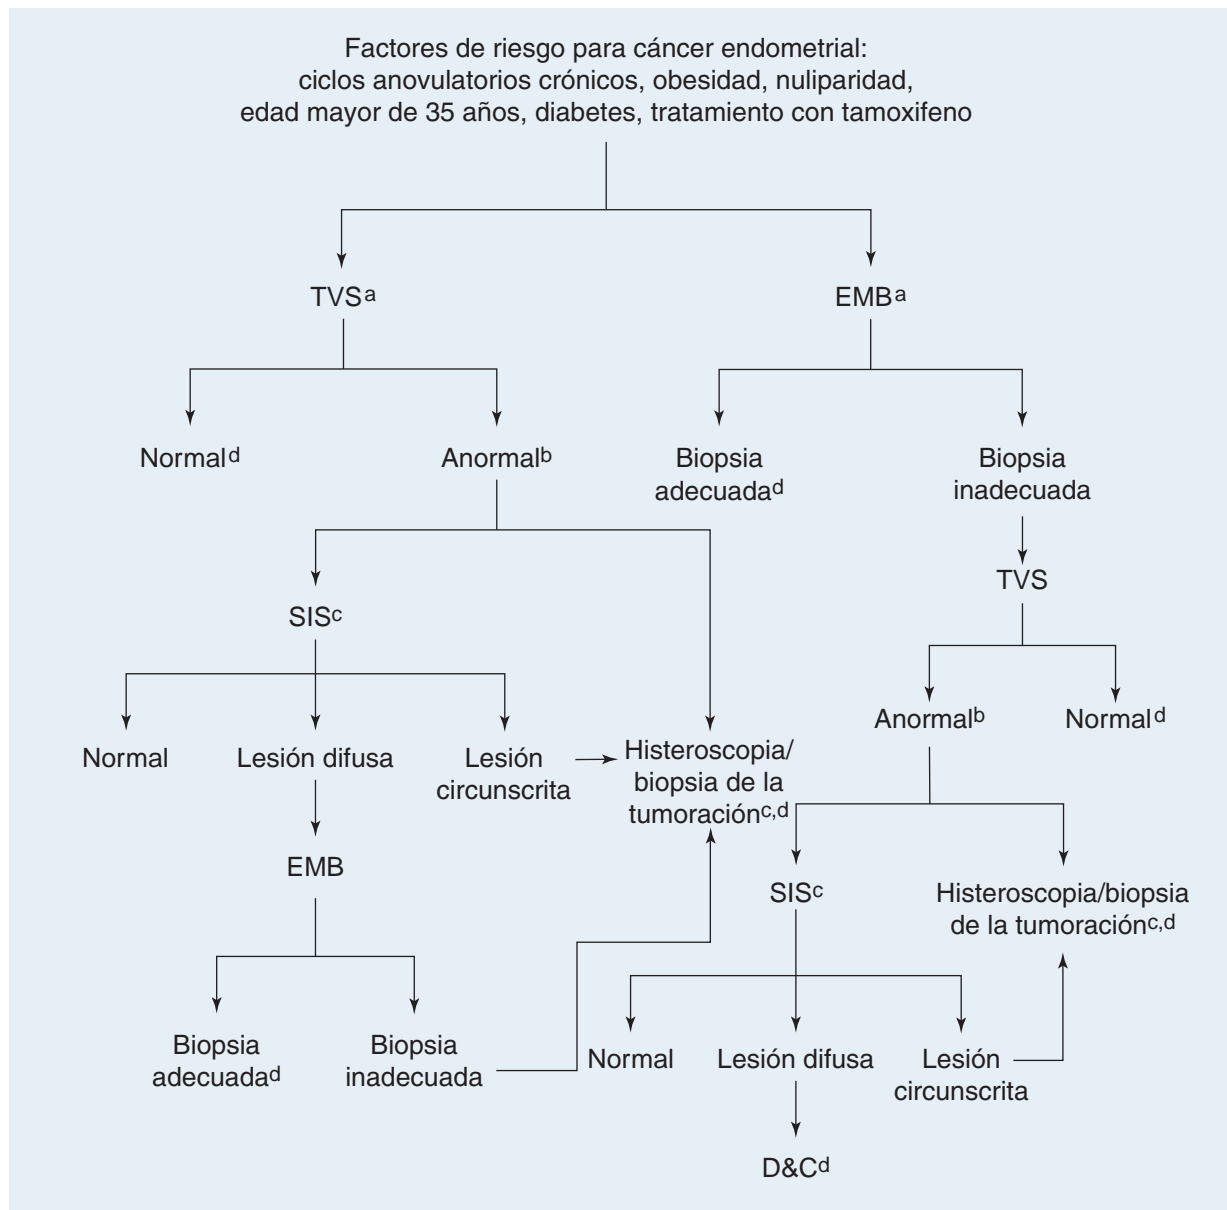 Factores de riesgo para cáncer endometrial:
ciclos anovulatorios crónicos, obesidad, nuliparidad,
edad mayor de 35 años, diabetes, tratamiento con tamoxifeno
TVSa
EMBa
Normald
Anormalb
Biopsia
adecuadad
Biopsia
inadecuada
TVS
SISc
Anormalb
Normald
Normal
Lesión difusa
Lesión
circunscrita
Histeroscopia/
biopsia de la
tumoraciónc,d
EMB
SISc
Histeroscopia/biopsia
de la tumoraciónc,d
Biopsia
adecuadad
Biopsia
inadecuada
Normal
Lesión difusa
Lesión
circunscrita
D&Cd